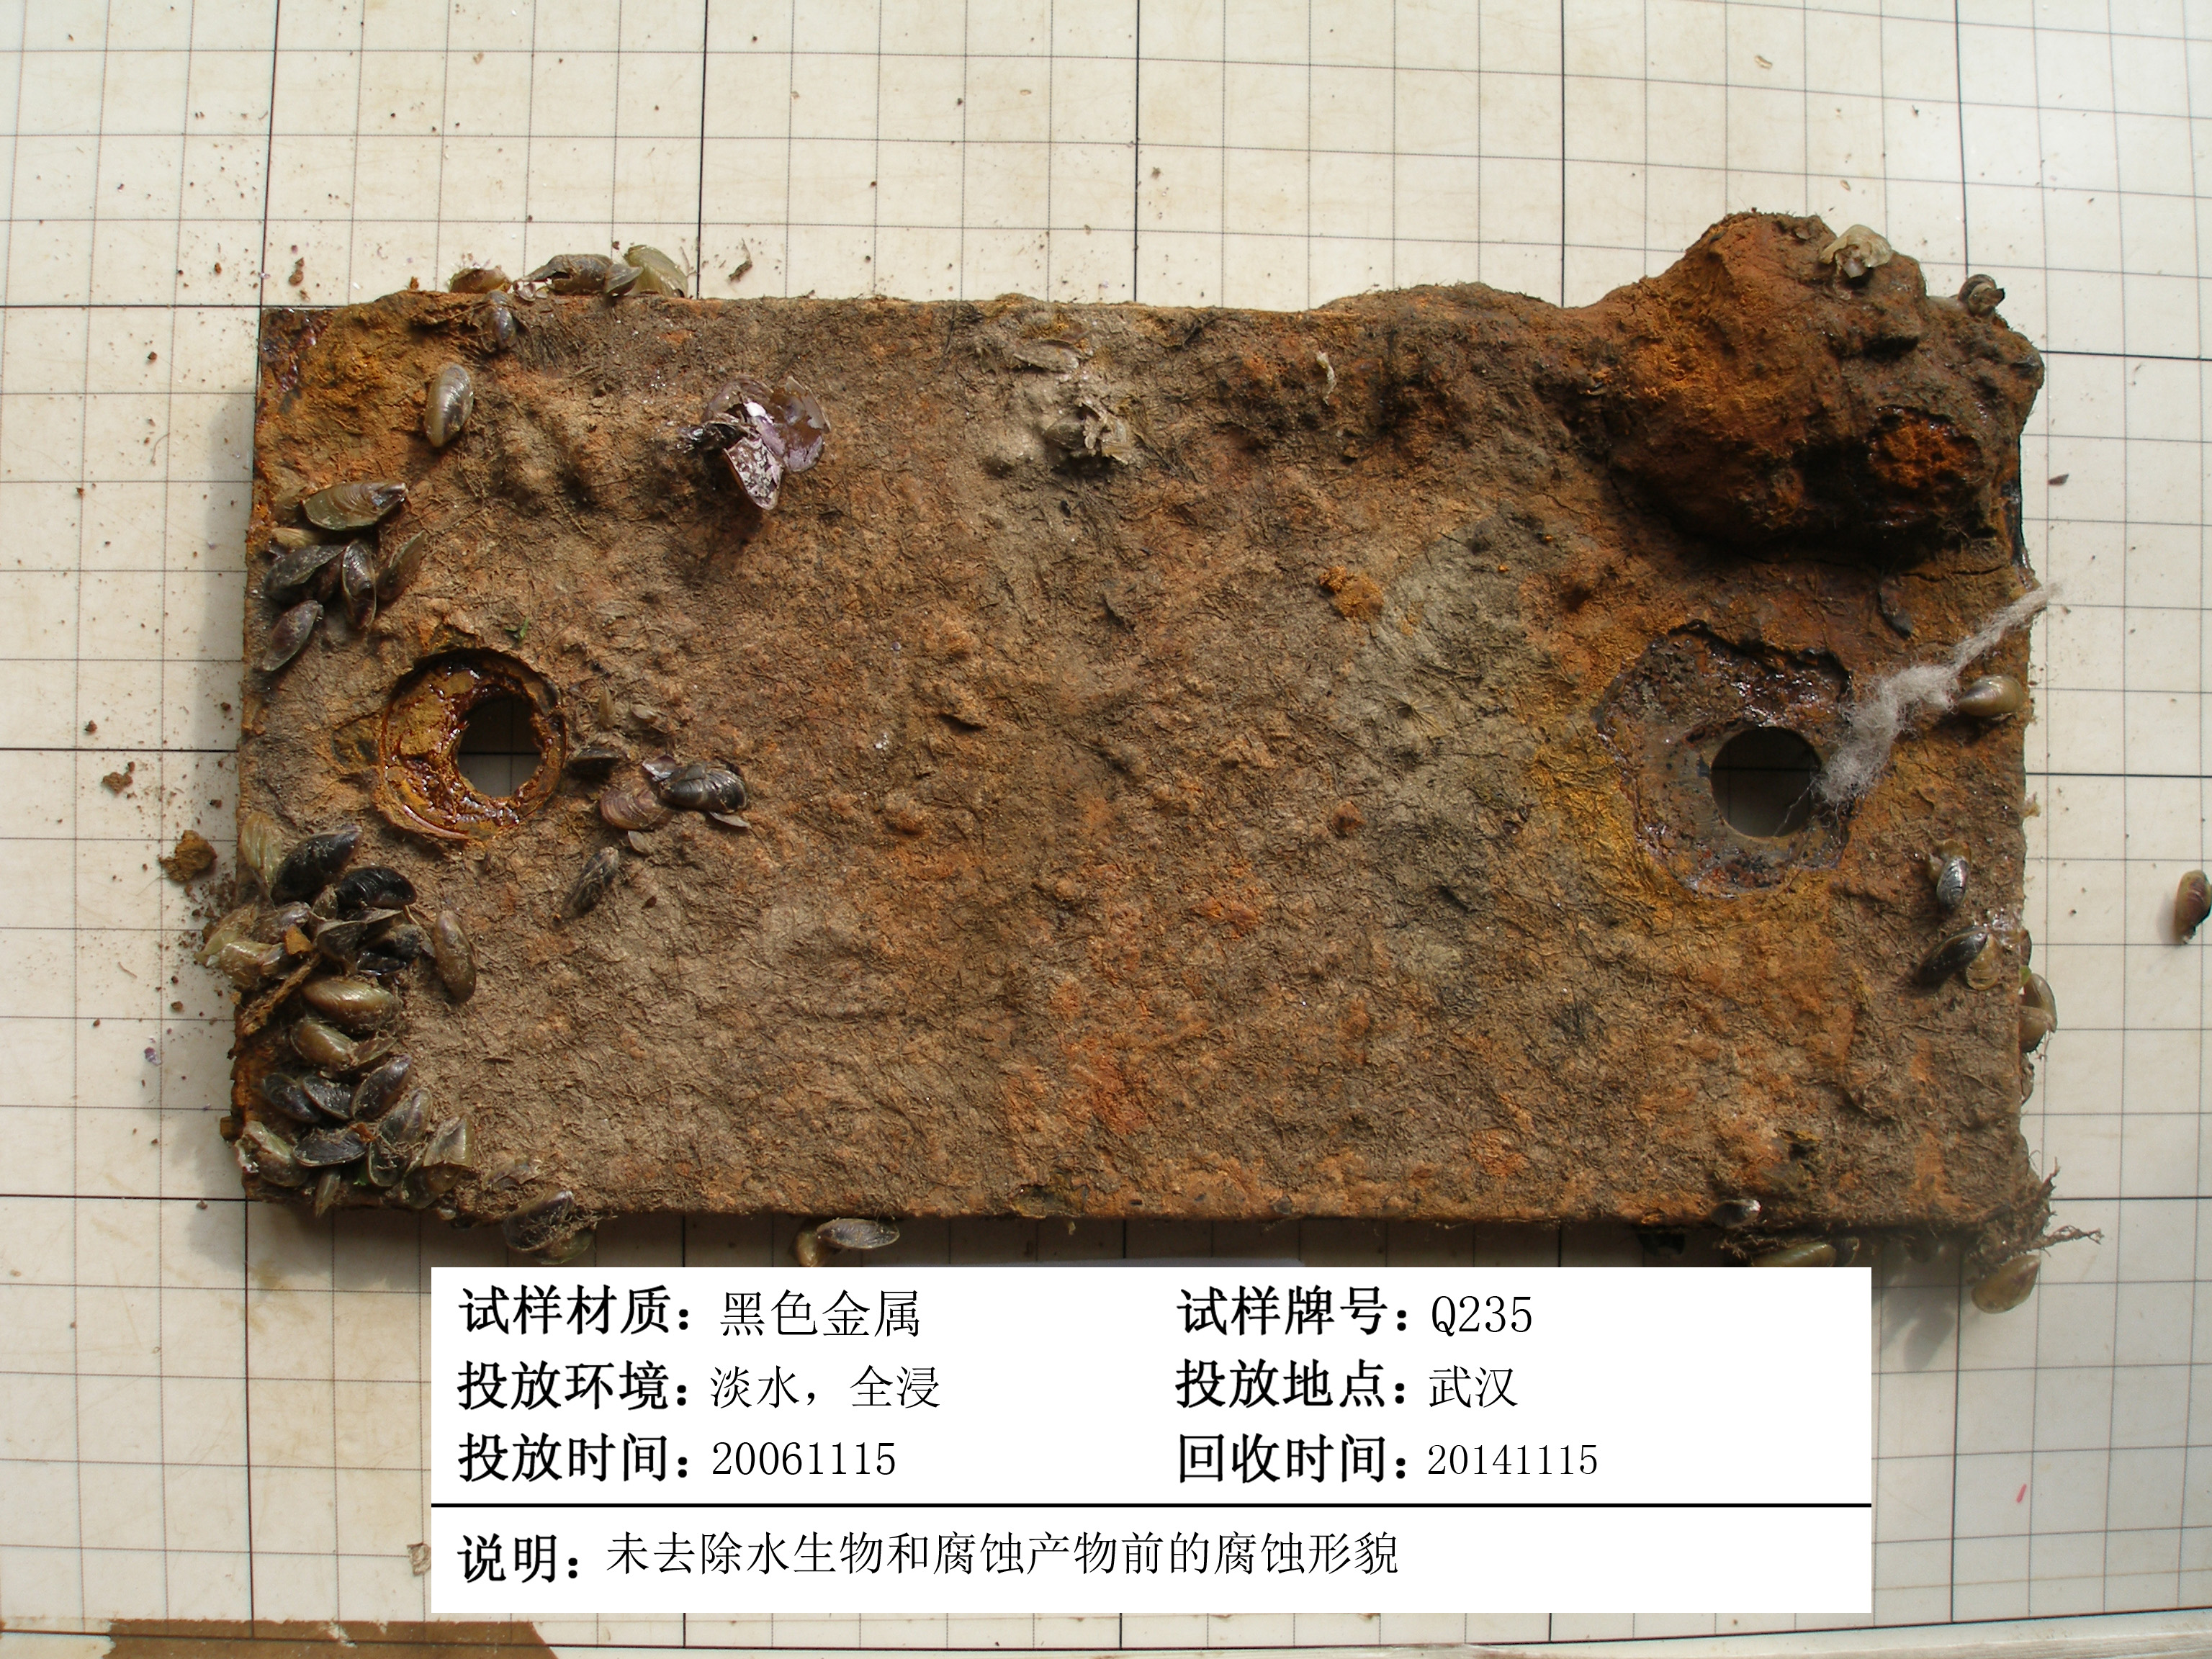 试样材质：黑色金属 试样牌号：Q235
投放环境：淡水，全浸 投放地点：武汉
投放时间：20061115 回收时间：20141115
说明：未去除水生物和腐蚀产物前的腐蚀形貌